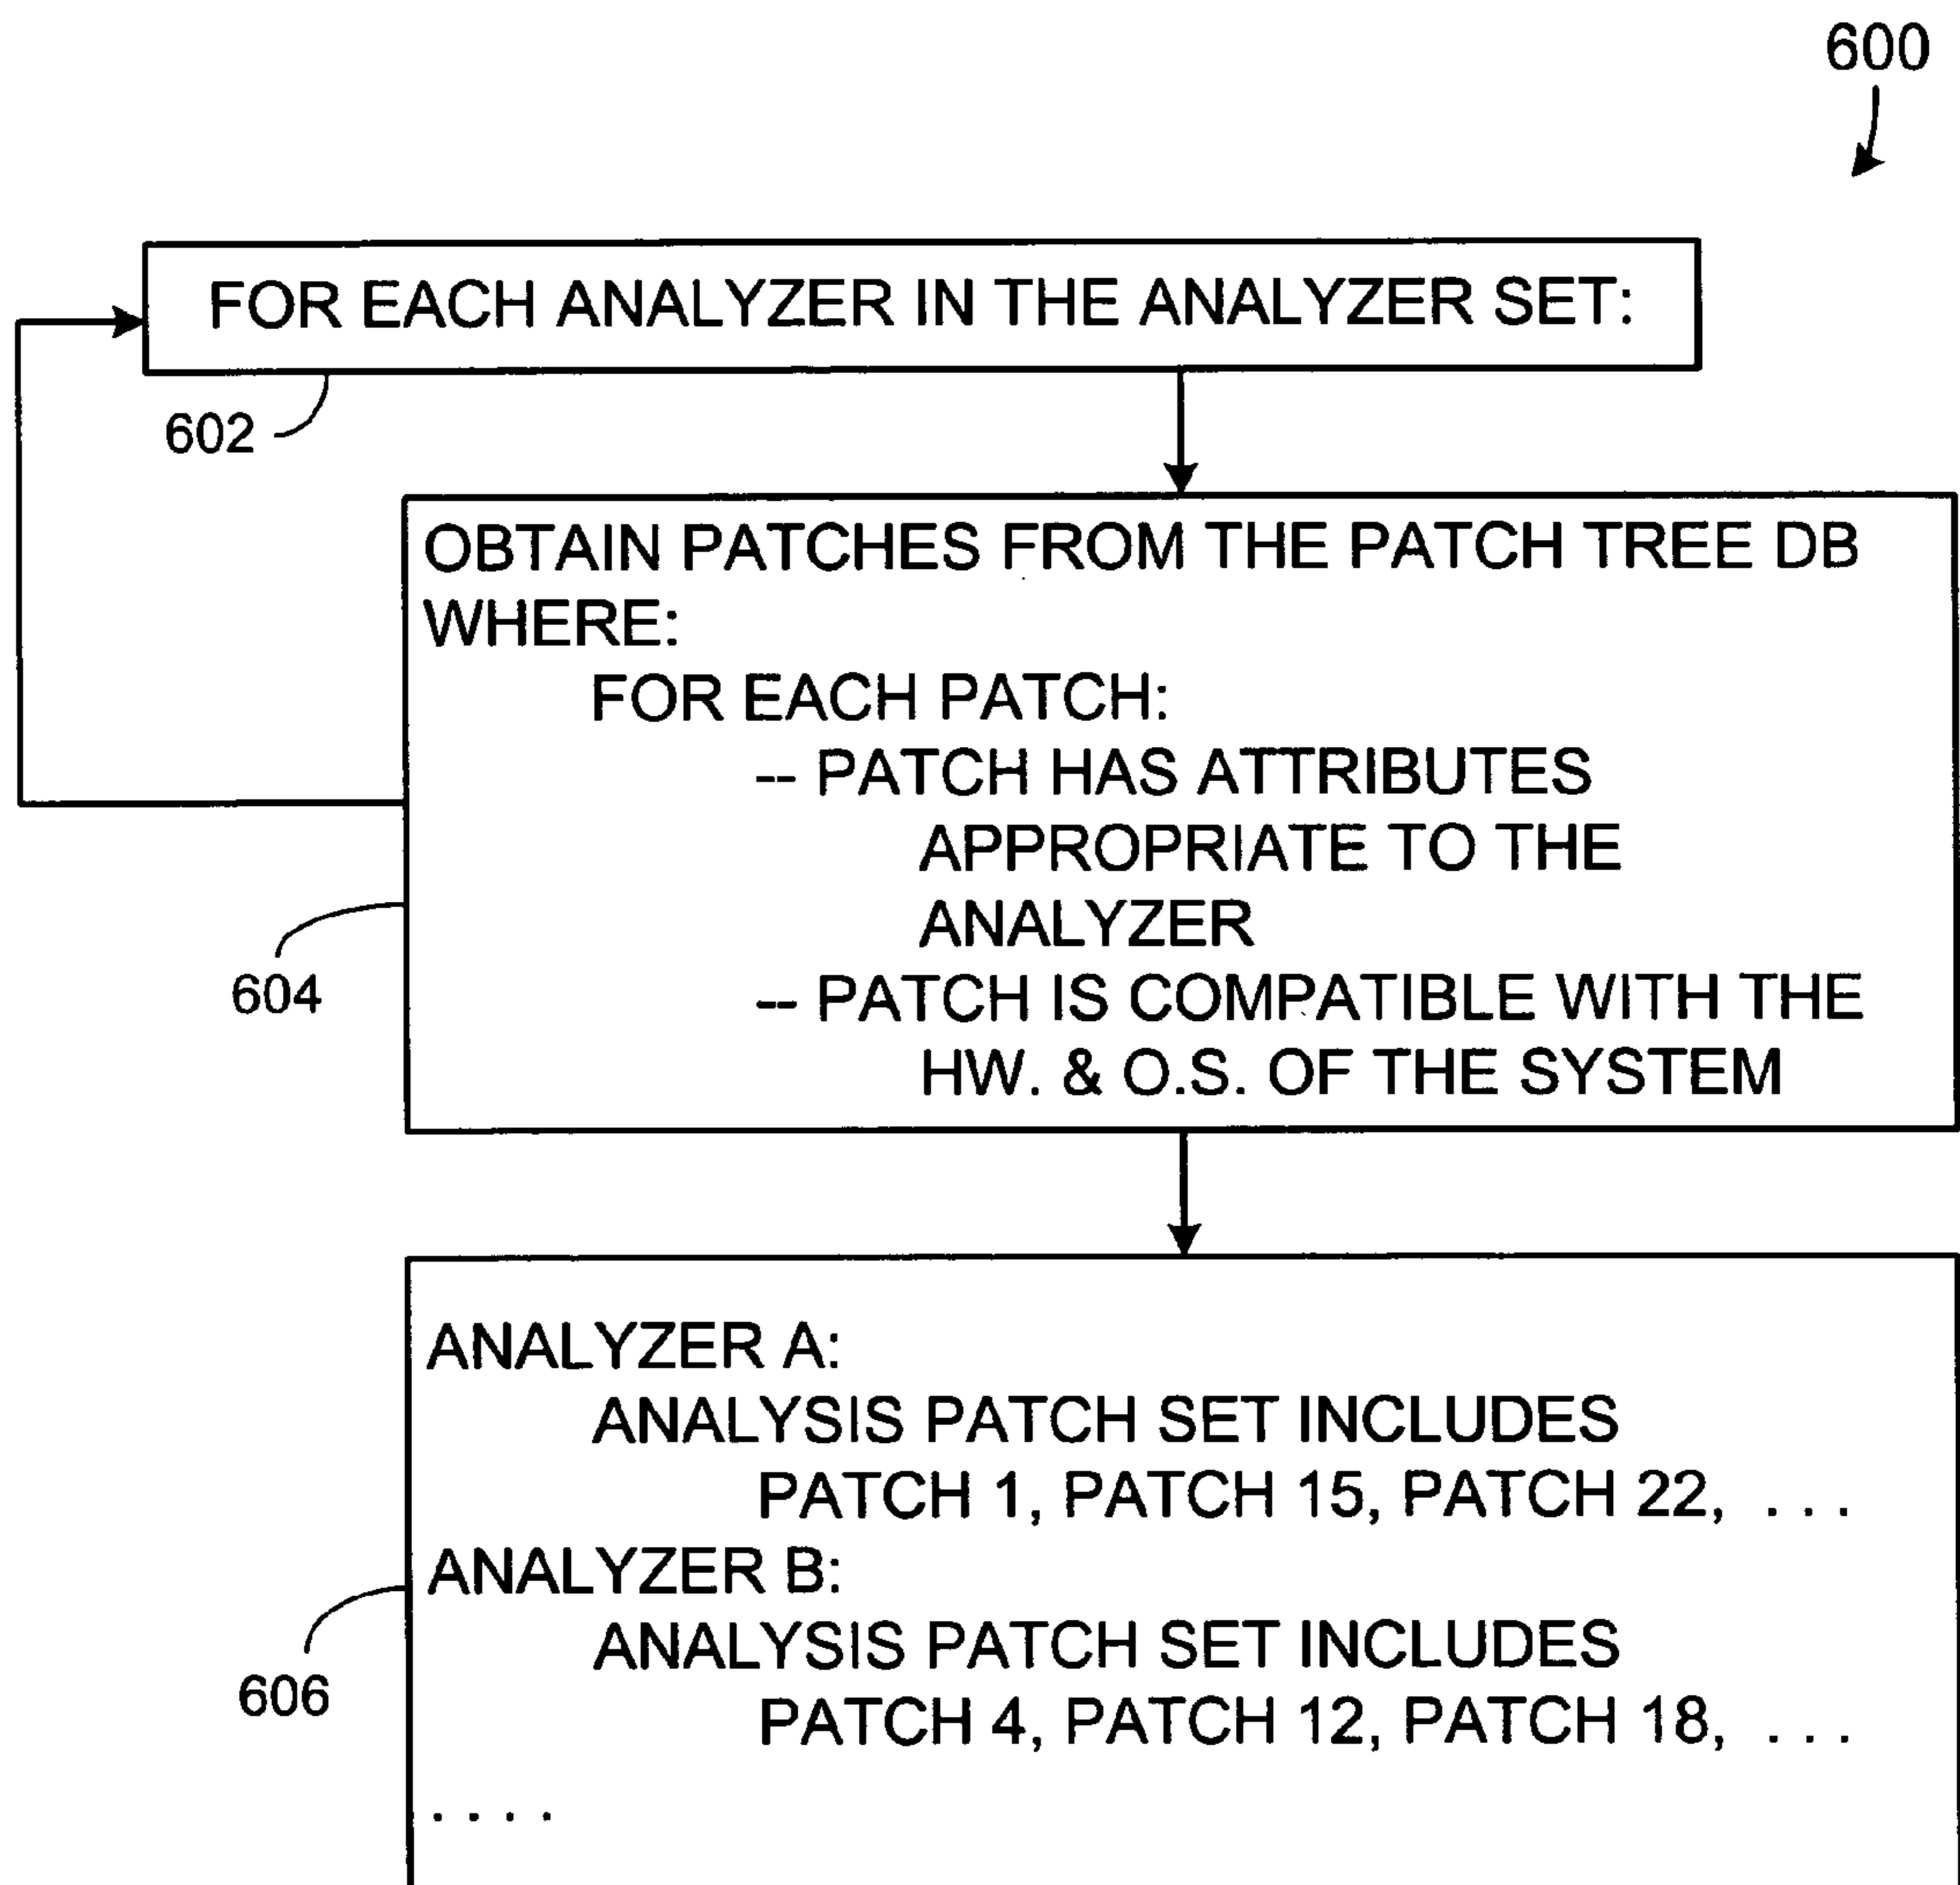 600
FOR EACH ANALYZER IN THE ANALYZER SET:
602
OBTAIN PATCHES FROM THE PATCH TREE DB
WHERE:
FOR EACH PATCH:
-- PATCH HAS ATTRIBUTES
APPROPRIATE TO THE
ANALYZER
-- PATCH IS COMPATIBLE WITH THE
HW. & O.S. OF THE SYSTEM
604
ANALYZER A:
ANALYSIS PATCH SET INCLUDES
PATCH 1, PATCH 15, PATCH 22, . . .
ANALYZER B:
ANALYSIS PATCH SET INCLUDES
PATCH 4, PATCH 12, PATCH 18, . . .
. . . .
606